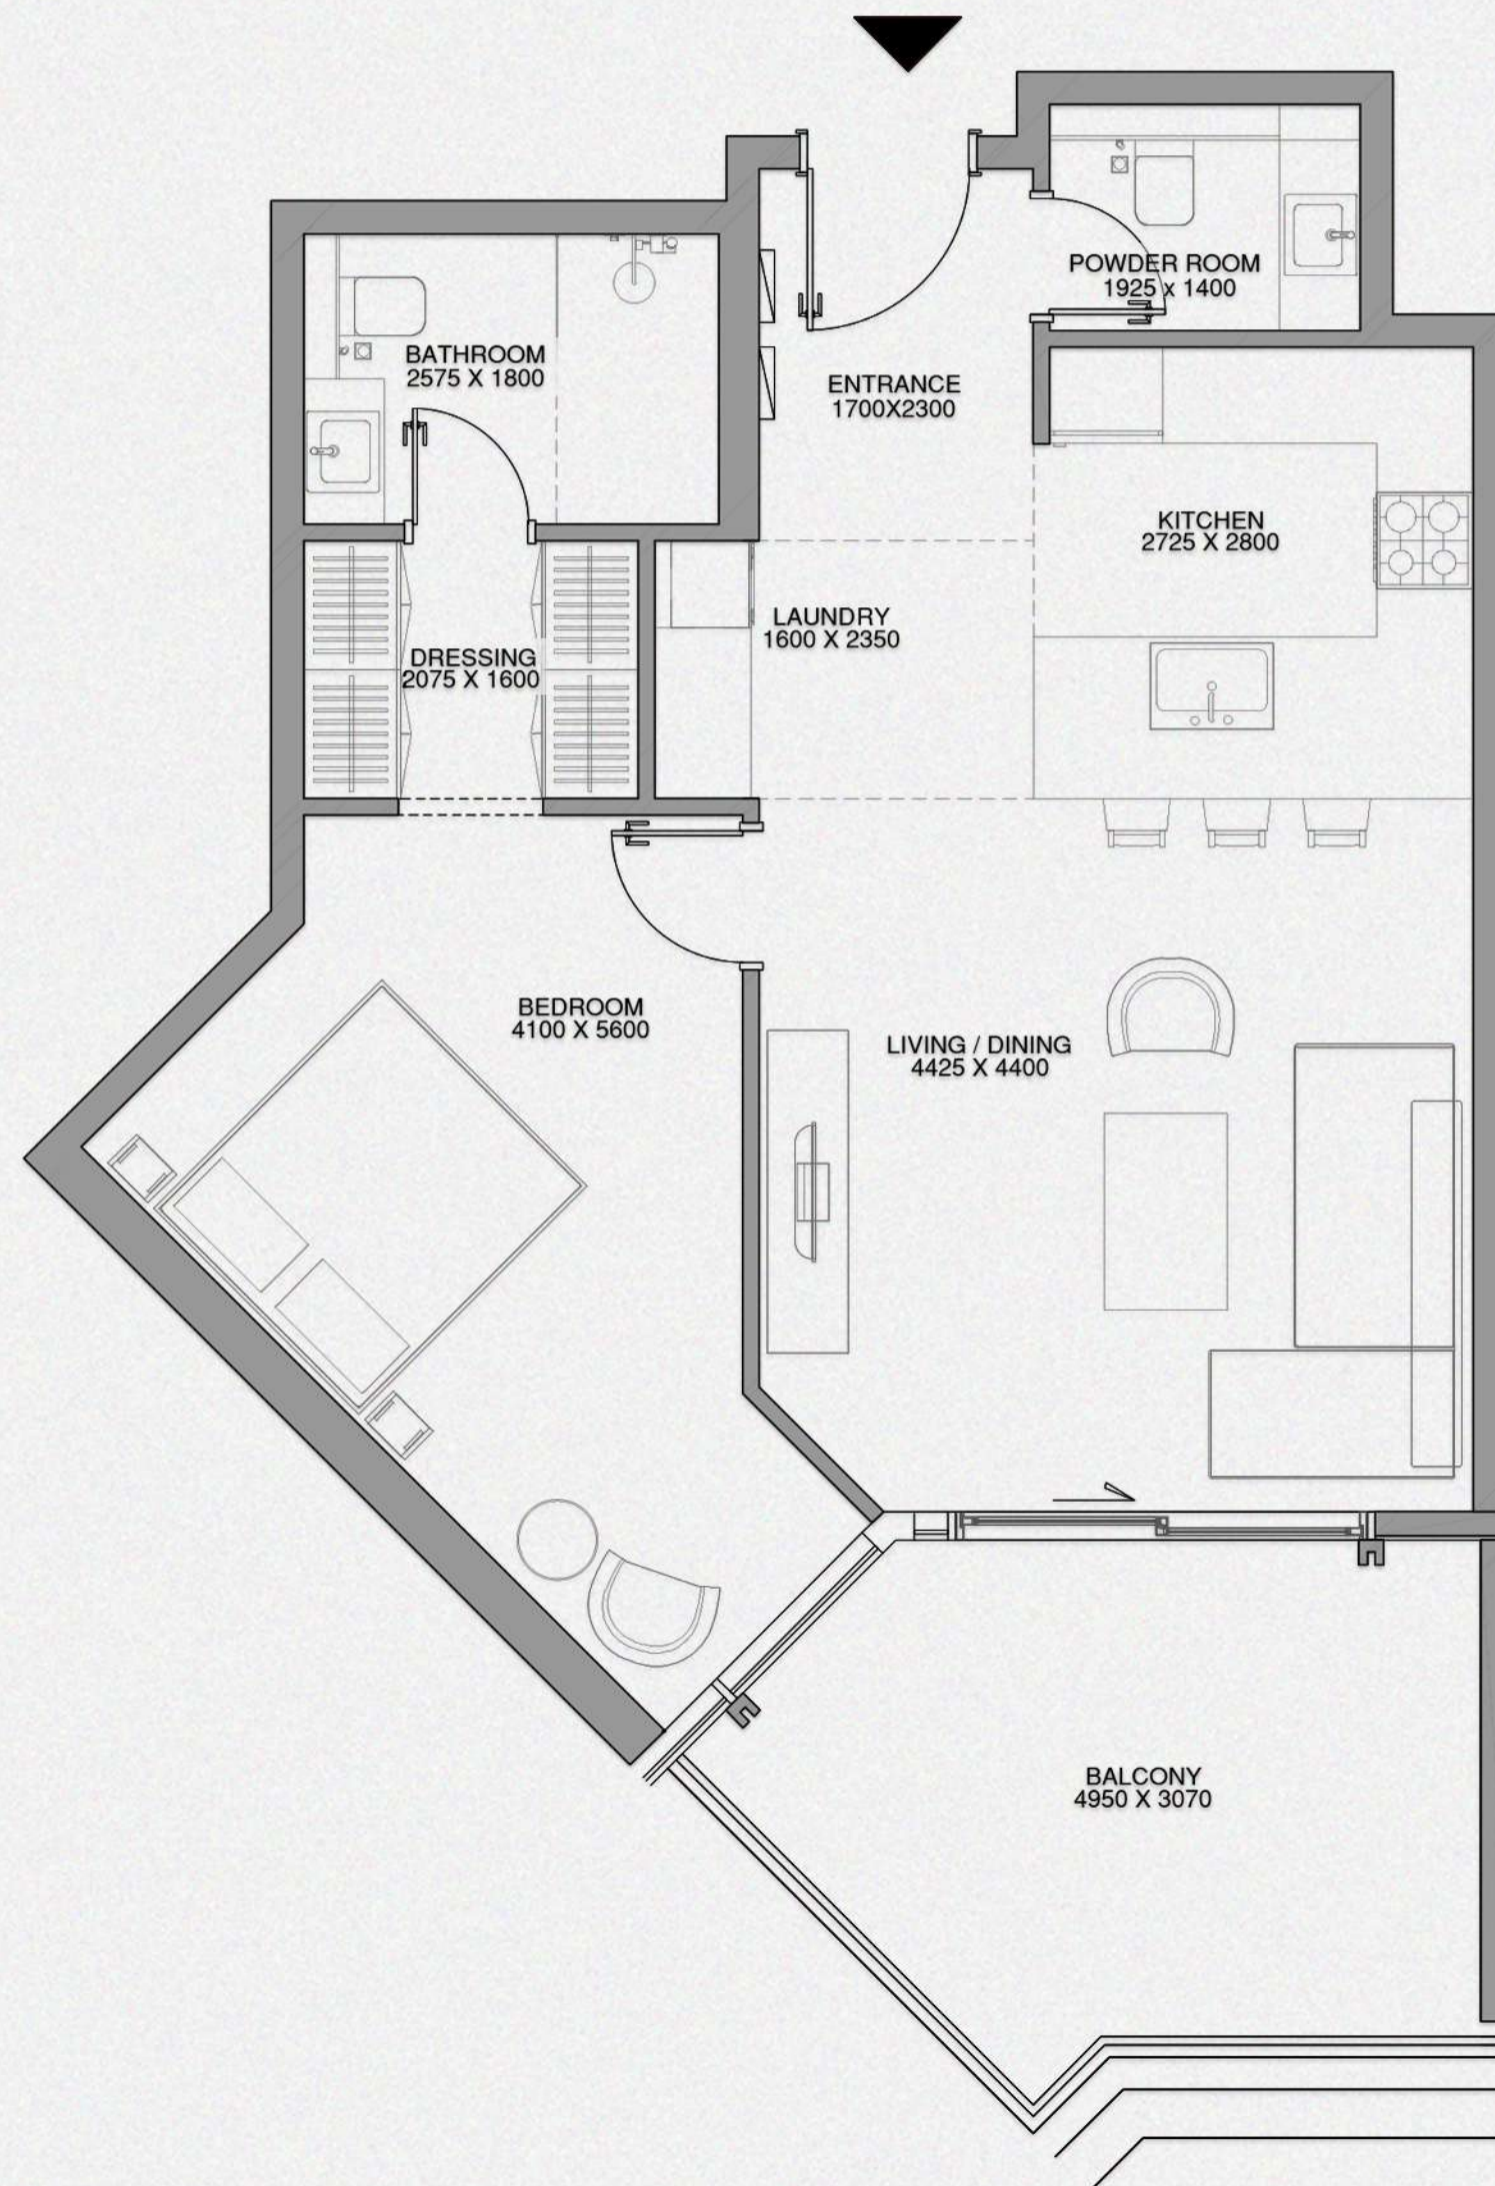 POWDER ROOM
1925 x 1400
BATHROOM
2575 X 1800
ENTRANCE
1700X2300
KITCHEN
2725 X 2800
LAUNDRY
1600 X 2350
DRESSING
2075 X 1600
BEDROOM
4100 X 5600
LIVING / DINING
4425 X 4400
BALCONY
4950 X 3070